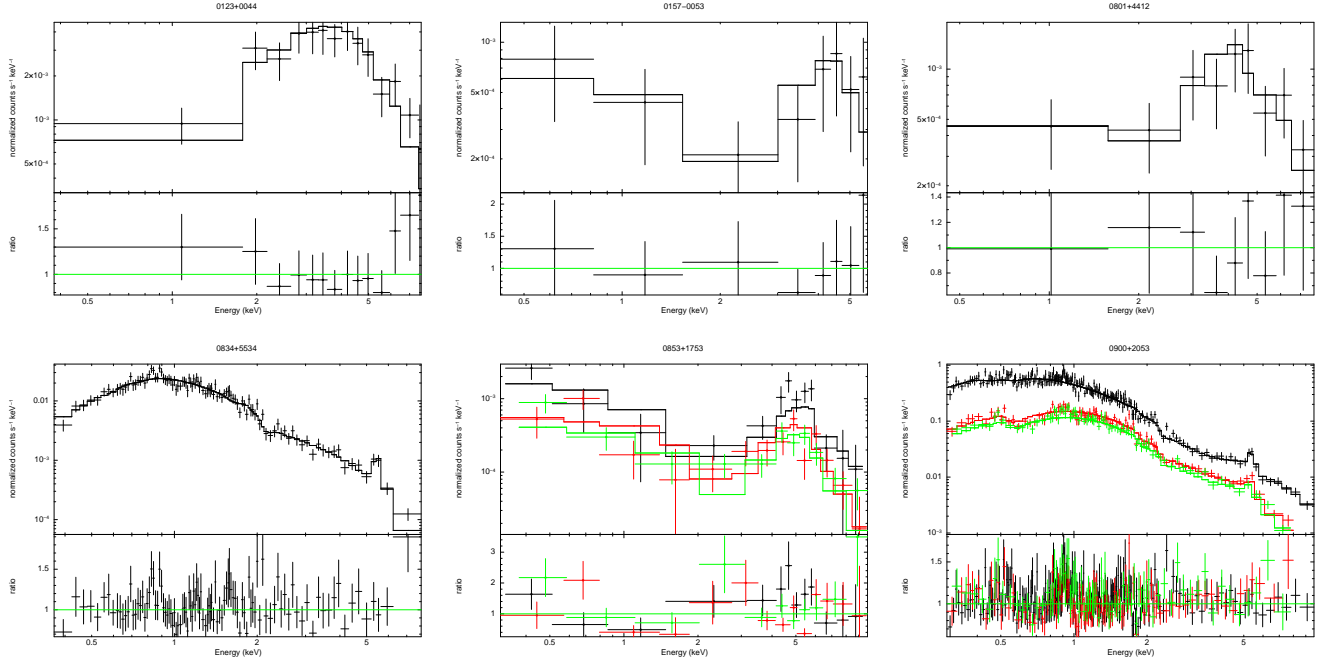 0123+0044
normalized counts s⁻¹ keV⁻¹
2×10⁻³
10⁻³
5×10⁻⁴
ratio
1.5
1
0.5 1 2 5
Energy (keV)
0157−0053
normalized counts s⁻¹ keV⁻¹
10⁻³
5×10⁻⁴
2×10⁻⁴
ratio
2
1.5
1
0.5 1 2 5
Energy (keV)
0801+4412
normalized counts s⁻¹ keV⁻¹
10⁻³
5×10⁻⁴
2×10⁻⁴
ratio
1.4
1.2
1
0.8
0.5 1 2 5
Energy (keV)
0834+5534
normalized counts s⁻¹ keV⁻¹
0.01
10⁻³
10⁻⁴
ratio
1.5
1
0.5 1 2 5
Energy (keV)
0853+1753
normalized counts s⁻¹ keV⁻¹
10⁻³
10⁻⁴
ratio
3
2
1
0.5 1 2 5
Energy (keV)
0900+2053
normalized counts s⁻¹ keV⁻¹
1
0.1
0.01
10⁻³
ratio
1.5
1
0.5 1 2 5
Energy (keV)